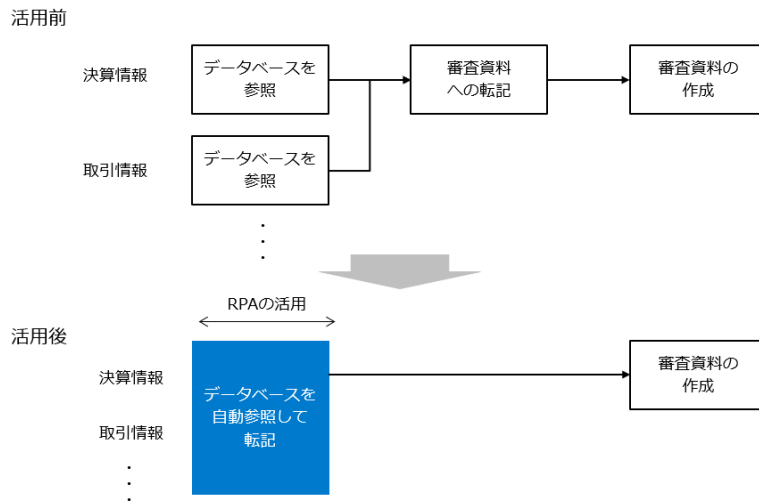 活用前
決算情報
データベースを
参照
審査資料
への転記
審査資料の
作成
取引情報
データベースを
参照
・
・
・
RPAの活用
活用後
決算情報
取引情報
・
・
・
データベースを
自動参照して
転記
審査資料の
作成